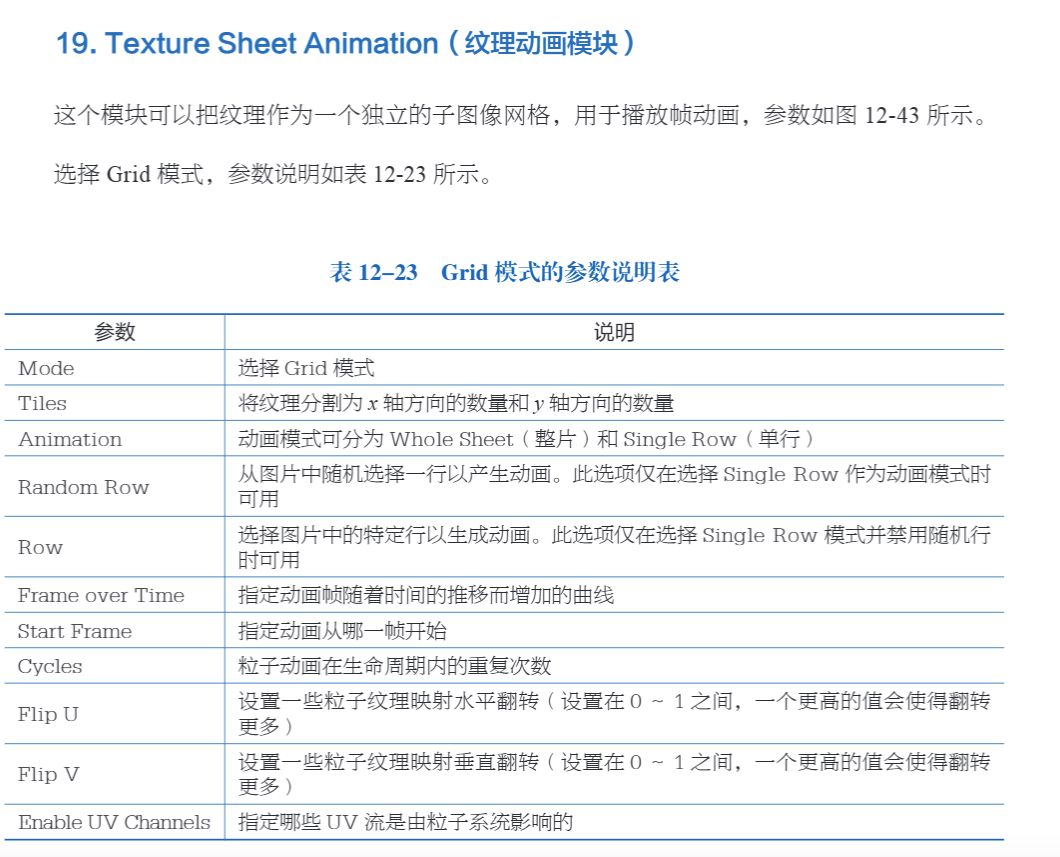 19. Texture Sheet Animation（纹理动画模块）
这个模块可以把纹理作为一个独立的子图像网格，用于播放帧动画，参数如图 12-43 所示。
选择 Grid 模式，参数说明如表 12-23 所示。
表 12–23 Grid 模式的参数说明表
参数 说明
Mode 选择 Grid 模式
Tiles 将纹理分割为 x 轴方向的数量和 y 轴方向的数量
Animation 动画模式可分为 Whole Sheet（整片）和 Single Row（单行）
Random Row 从图片中随机选择一行以产生动画。此选项仅在选择 Single Row 作为动画模式时
可用
Row 选择图片中的特定行以生成动画。此选项仅在选择 Single Row 模式并禁用随机行
时可用
Frame over Time 指定动画帧随着时间的推移而增加的曲线
Start Frame 指定动画从哪一帧开始
Cycles 粒子动画在生命周期内的重复次数
Flip U 设置一些粒子纹理映射水平翻转（设置在 0 ~ 1 之间，一个更高的值会使得翻转
更多）
Flip V 设置一些粒子纹理映射垂直翻转（设置在 0 ~ 1 之间，一个更高的值会使得翻转
更多）
Enable UV Channels 指定哪些 UV 流是由粒子系统影响的